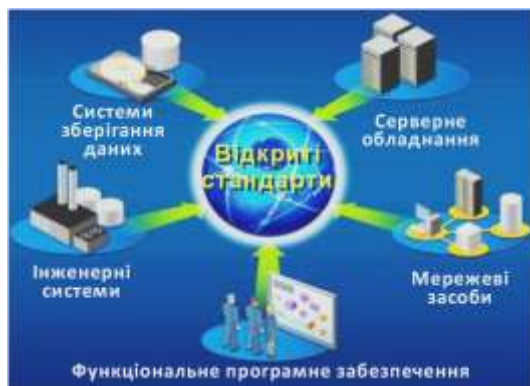 Системи
зберігання
даних
Серверне
обладнання
Відкриті
стандарти
Інженерні
системи
Мережеві
засоби
Функціональне програмне забезпечення